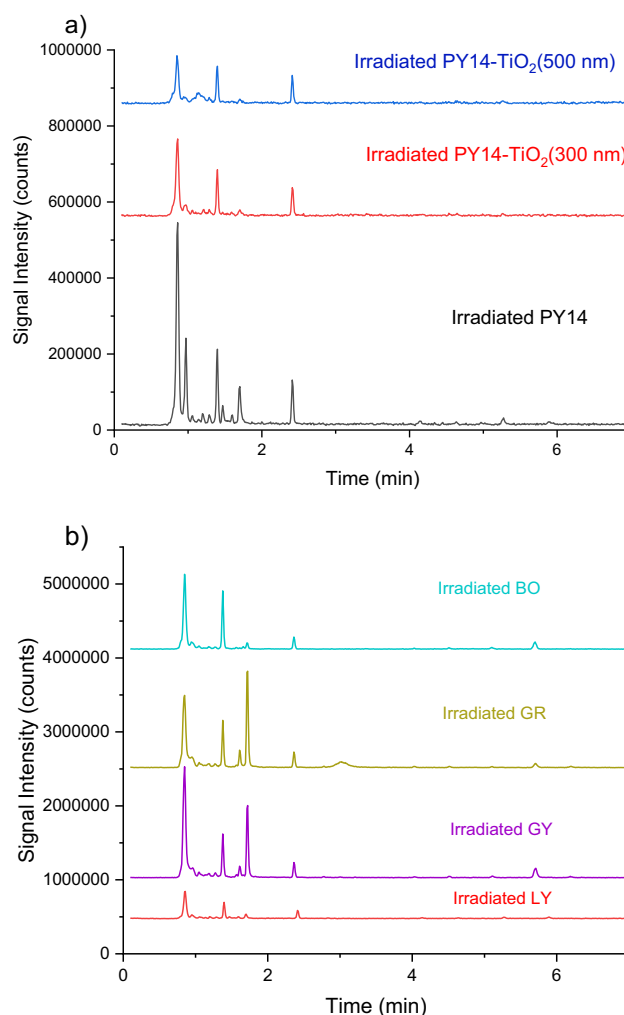 a)
1000000
800000
600000
400000
200000
0
Signal Intensity (counts)
Irradiated PY14-TiO₂(500 nm)
Irradiated PY14-TiO₂(300 nm)
Irradiated PY14
0 2 4 6
Time (min)
b)
5000000
4000000
3000000
2000000
1000000
0
Signal Intensity (counts)
Irradiated BO
Irradiated GR
Irradiated GY
Irradiated LY
0 2 4 6
Time (min)